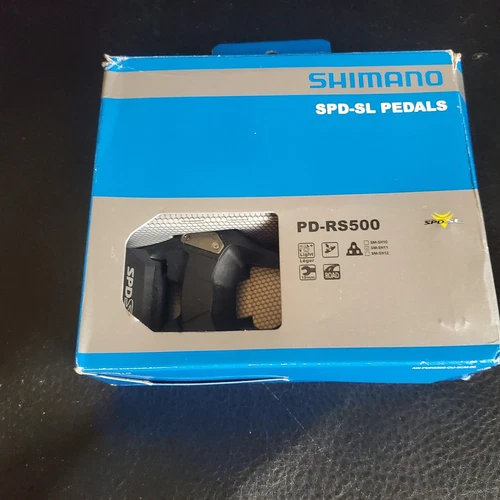 SHIMANO
SPD-SL PEDALS
PD-RS500
SPD-SL
SM-SH10
SM-SH11
SM-SH12
Light
Léger
ROAD
SPD-S